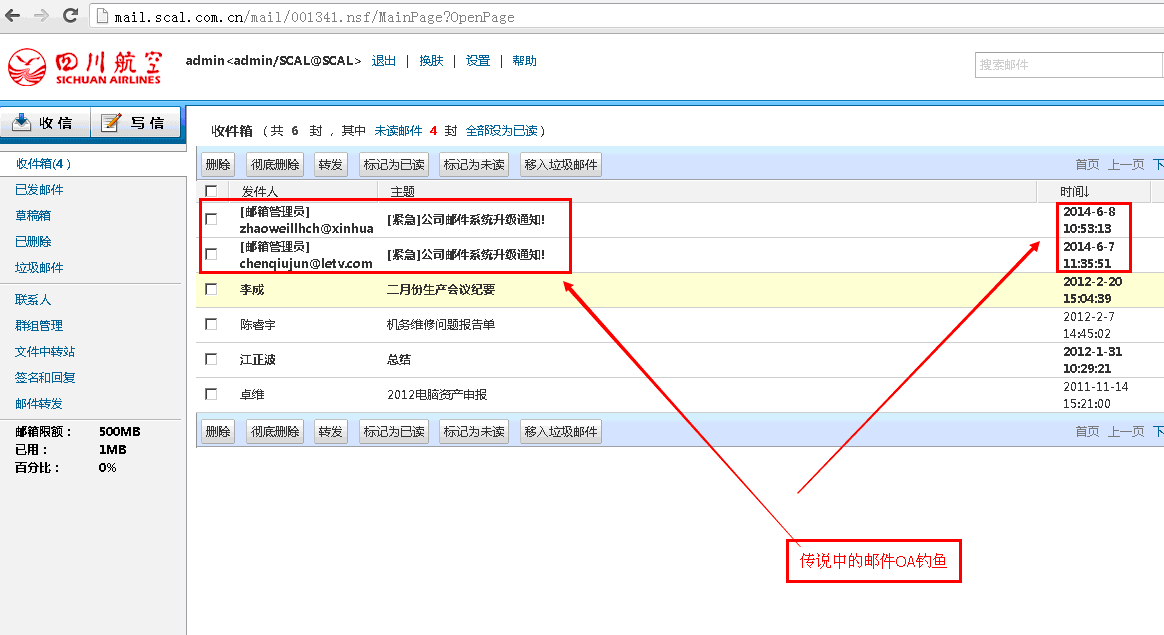 mail.scal.com.cn/mail/001341.nsf/MainPage?OpenPage
四川航空
SICHUAN AIRLINES
admin<admin/SCAL@SCAL> 退出 | 换肤 | 设置 | 帮助
搜索邮件
收信 写信
收件箱 (共 6 封，其中 未读邮件 4 封 全部设为已读)
收件箱(4)
已发邮件
草稿箱
已删除
垃圾邮件
联系人
群组管理
文件中转站
签名和回复
邮件转发
邮箱限额： 500MB
已用： 1MB
百分比： 0%
删除 彻底删除 转发 标记为已读 标记为未读 移入垃圾邮件 首页 上一页 下
发件人 主题 时间↓
[邮箱管理员]
zhaoweillhch@xinhua
[紧急]公司邮件系统升级通知!
2014-6-8
10:53:13
[邮箱管理员]
chenqiujun@letv.com
[紧急]公司邮件系统升级通知!
2014-6-7
11:35:51
李成 二月份生产会议纪要
2012-2-20
15:04:39
陈睿宇 机务维修问题报告单
2012-2-7
14:45:02
江正波 总结
2012-1-31
10:29:21
卓维 2012电脑资产申报
2011-11-14
15:21:00
删除 彻底删除 转发 标记为已读 标记为未读 移入垃圾邮件 首页 上一页 下
传说中的邮件OA钓鱼